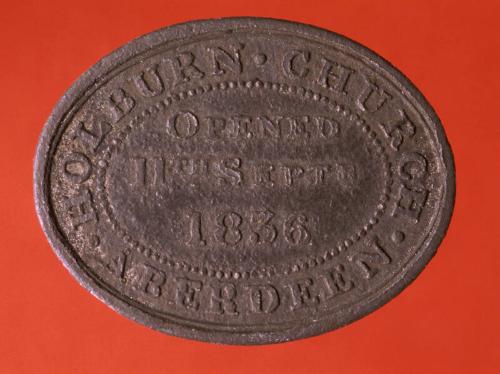 HOLBURN · CHURCH ·
ABERDEEN ·
OPENED
11TH SEPTR
1836